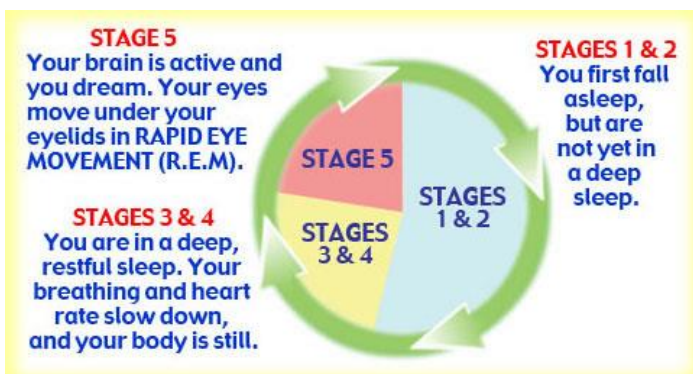 STAGE 5
Your brain is active and
you dream. Your eyes
move under your
eyelids in RAPID EYE
MOVEMENT (R.E.M).
STAGES 3 & 4
You are in a deep,
restful sleep. Your
breathing and heart
rate slow down,
and your body is still.
STAGE 5
STAGES
3 & 4
STAGES
1 & 2
STAGES 1 & 2
You first fall
asleep,
but are
not yet in
a deep
sleep.